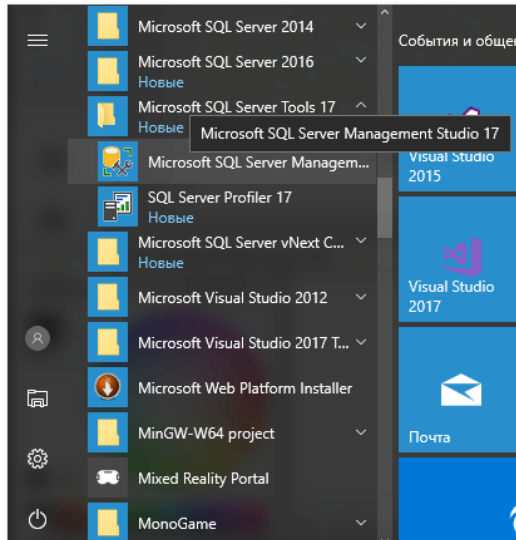 Microsoft SQL Server 2014
Microsoft SQL Server 2016
Новые
Microsoft SQL Server Tools 17
Новые
Microsoft SQL Server Management Studio 17
Microsoft SQL Server Managem...
SQL Server Profiler 17
Новые
Microsoft SQL Server vNext C...
Новые
Microsoft Visual Studio 2012
Microsoft Visual Studio 2017 T...
Microsoft Web Platform Installer
MinGW-W64 project
Mixed Reality Portal
MonoGame
События и общен
Visual Studio
2015
Visual Studio
2017
Почта